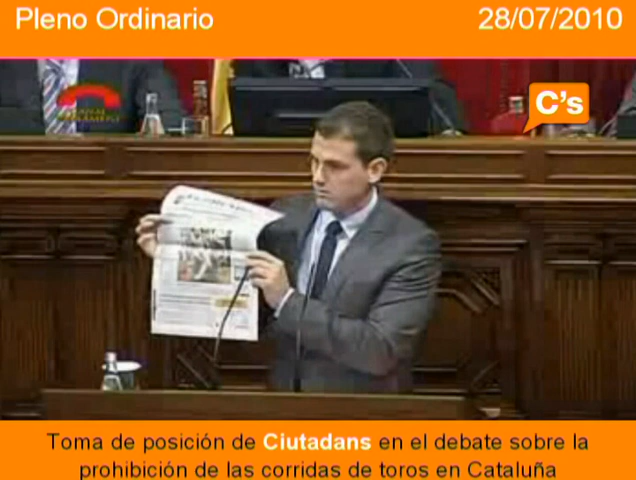 Pleno Ordinario
28/07/2010
C's
Toma de posición de Ciutadans en el debate sobre la
prohibición de las corridas de toros en Cataluña